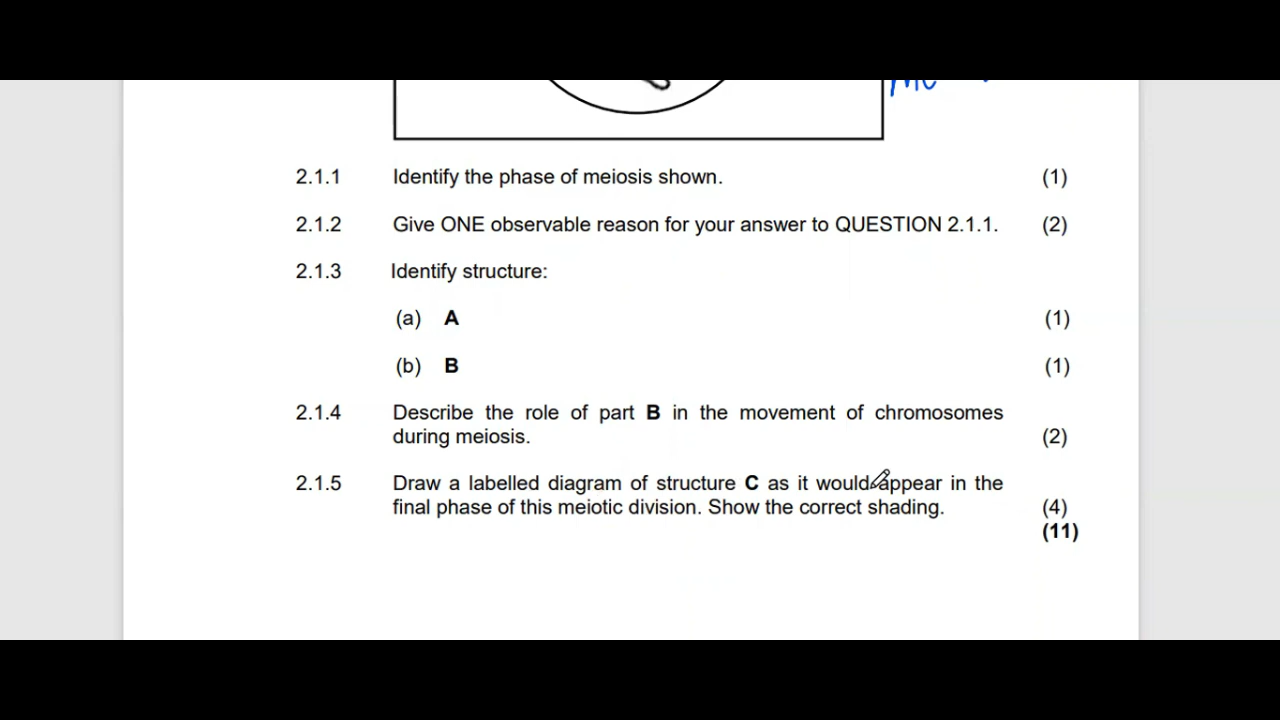 2.1.1 Identify the phase of meiosis shown. (1)
2.1.2 Give ONE observable reason for your answer to QUESTION 2.1.1. (2)
2.1.3 Identify structure:
(a) A (1)
(b) B (1)
2.1.4 Describe the role of part B in the movement of chromosomes
during meiosis. (2)
2.1.5 Draw a labelled diagram of structure C as it would appear in the
final phase of this meiotic division. Show the correct shading. (4)
(11)